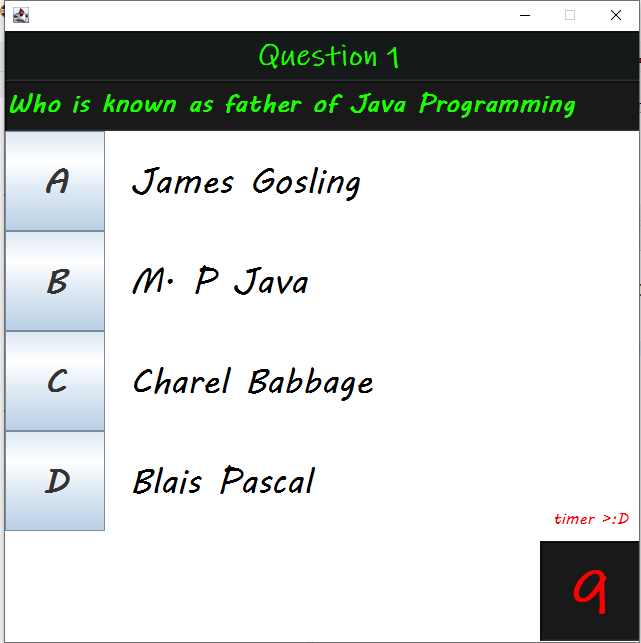 Question 1
Who is known as father of Java Programming
A James Gosling
B M. P Java
C Charel Babbage
D Blais Pascal
timer >:D
9